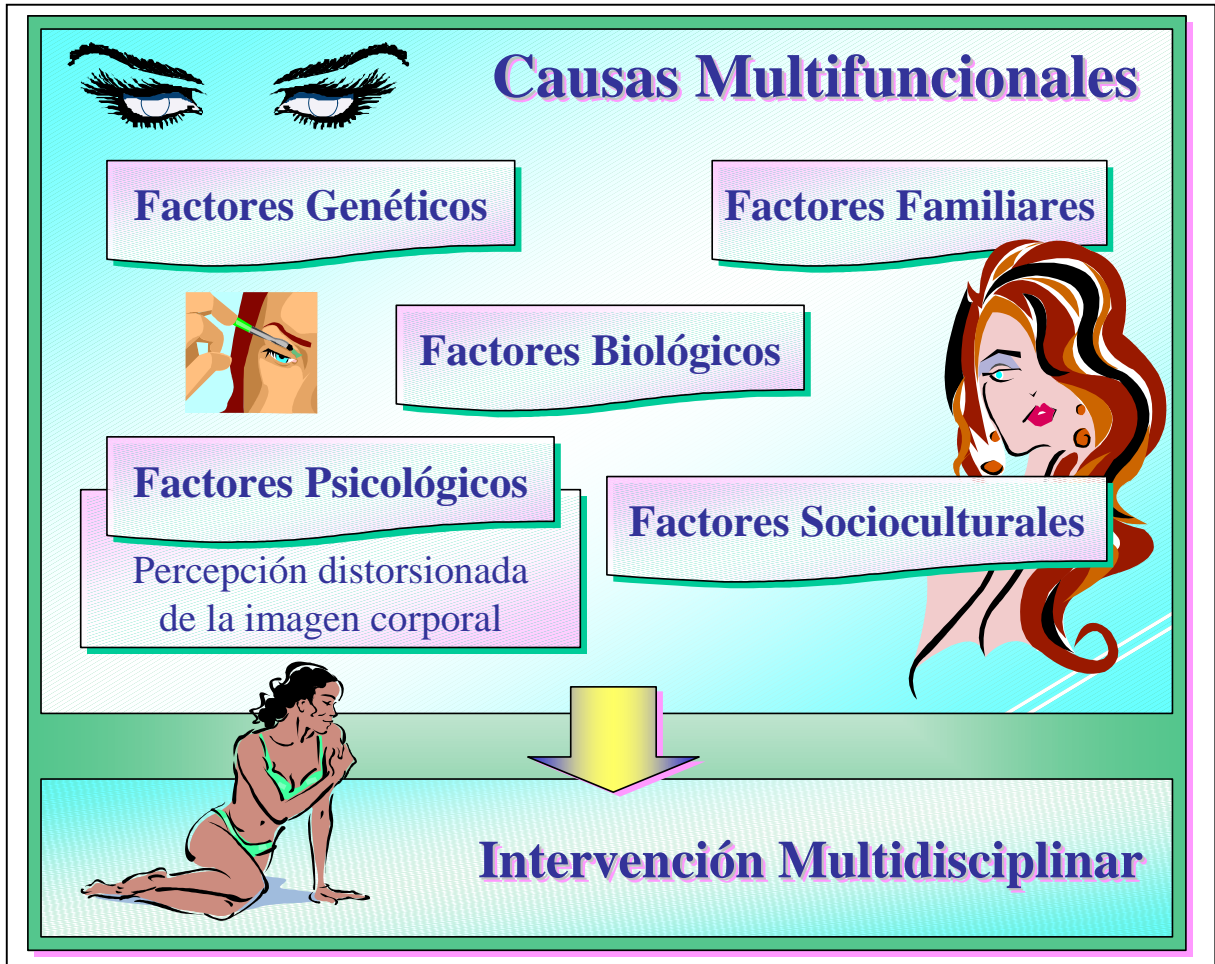 Causas Multifuncionales
Factores Genéticos
Factores Familiares
Factores Biológicos
Factores Psicológicos
Percepción distorsionada
de la imagen corporal
Factores Socioculturales
Intervención Multidisciplinar